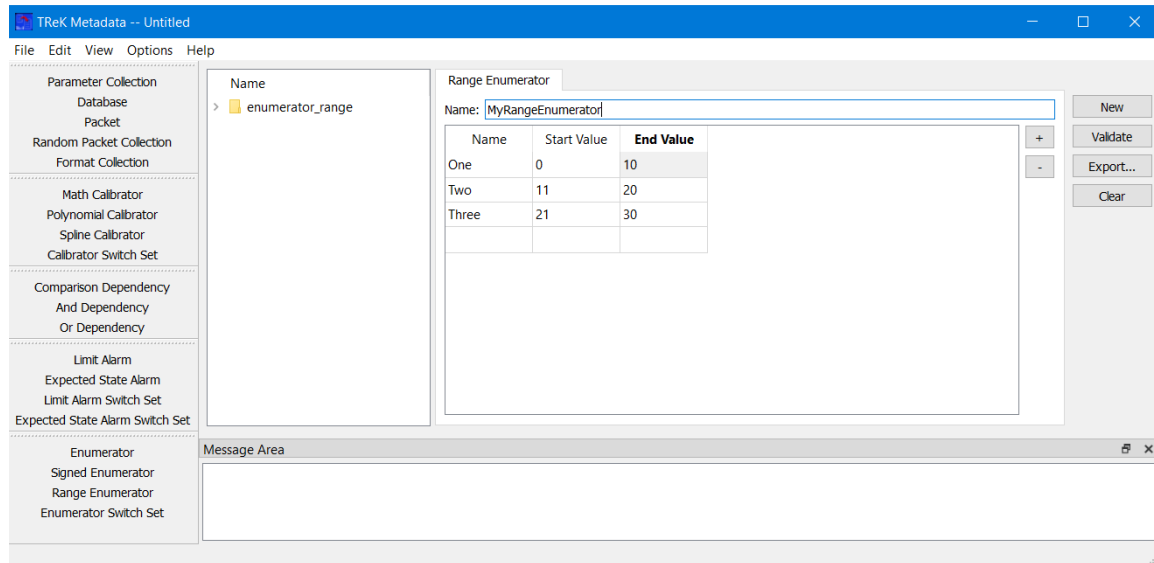 TReK Metadata -- Untitled
File Edit View Options Help
Parameter Collection
Database
Packet
Random Packet Collection
Format Collection
Math Calibrator
Polynomial Calibrator
Spline Calibrator
Calibrator Switch Set
Comparison Dependency
And Dependency
Or Dependency
Limit Alarm
Expected State Alarm
Limit Alarm Switch Set
Expected State Alarm Switch Set
Enumerator
Signed Enumerator
Range Enumerator
Enumerator Switch Set
Name
enumerator_range
Range Enumerator
Name: MyRangeEnumerator
Name Start Value End Value
One 0 10
Two 11 20
Three 21 30
+
-
New
Validate
Export...
Clear
Message Area